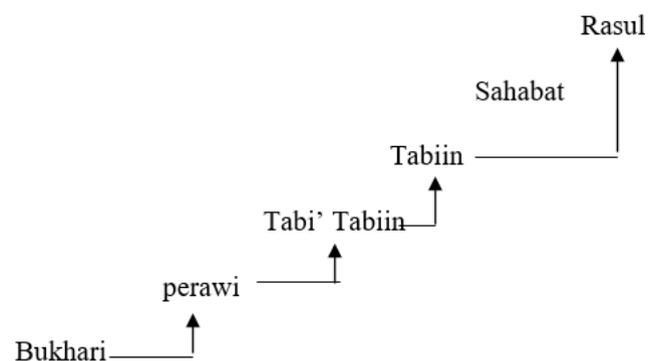 Rasul
Sahabat
Tabiin
Tabi’ Tabiin
perawi
Bukhari